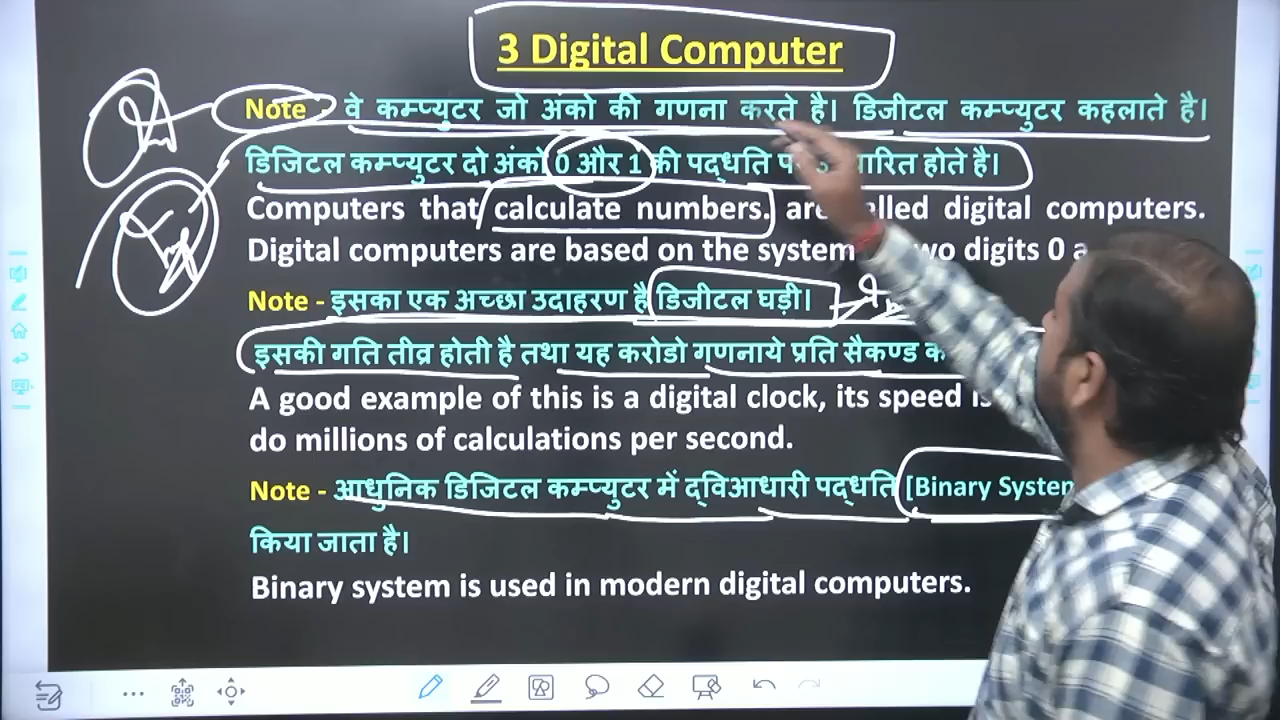 3 Digital Computer
Note - वे कम्प्युटर जो अंको की गणना करते है। डिजीटल कम्प्युटर कहलाते है।
डिजिटल कम्प्युटर दो अंको 0 और 1 की पद्धति होते है।
Computers that calculate numbers. are called digital computers.
Digital computers are based on the system two digits 0
Note - इसका एक अच्छा उदाहरण है डिजीटल घड़ी।
इसकी गति तीव्र होती है तथा यह करोडो गणनाये प्रति सैकण्ड
A good example of this is a digital clock, its speed is
do millions of calculations per second.
Note - आधुनिक डिजिटल कम्प्युटर में द्विआधारी पद्धति [Binary System
किया जाता है।
Binary system is used in modern digital computers.